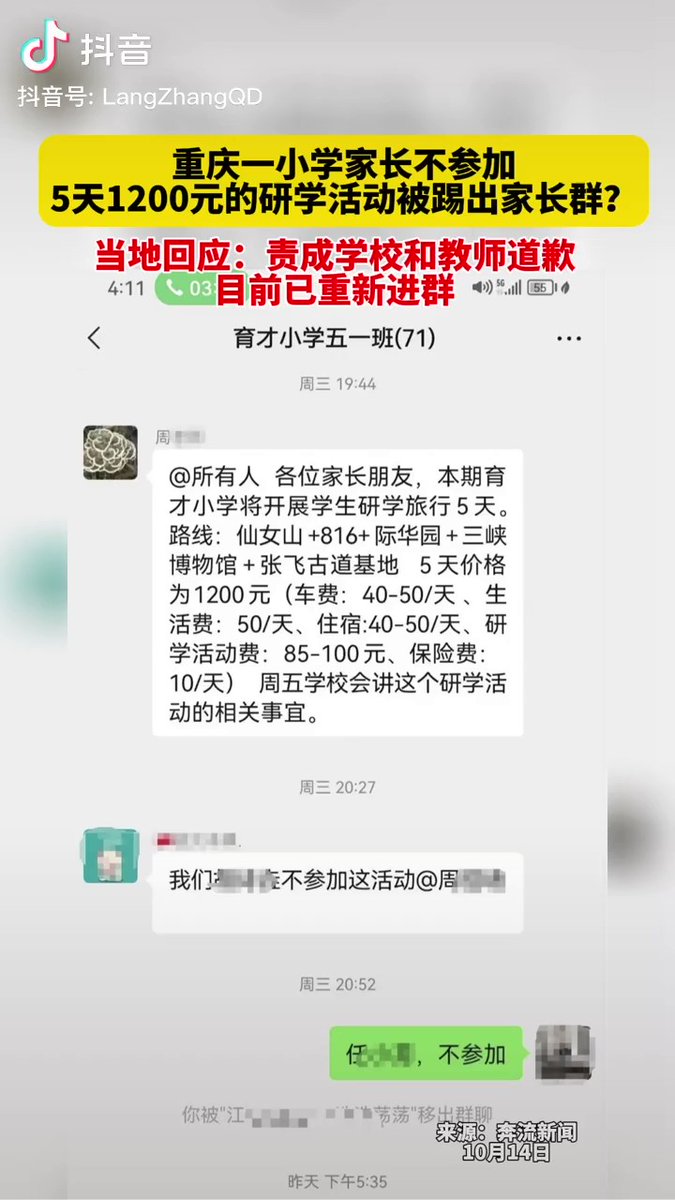 抖音
抖音号: LangZhangQD
重庆一小学家长不参加
5天1200元的研学活动被踢出家长群?
当地回应：责成学校和教师道歉
目前已重新进群
4:11
03:
5G
55
育才小学五一班(71)
周三 19:44
周
@所有人 各位家长朋友，本期育
才小学将开展学生研学旅行5天。
路线：仙女山+816+际华园+三峡
博物馆+张飞古道基地 5天价格
为1200元（车费：40-50/天、生
活费：50/天、住宿:40-50/天、研
学活动费：85-100元、保险费：
10/天） 周五学校会讲这个研学活
动的相关事宜。
周三 20:27
我们 不参加这活动@周
周三 20:52
任 ，不参加
你被"江 荡"移出群聊
来源：奔流新闻
10月14日
昨天 下午5:35